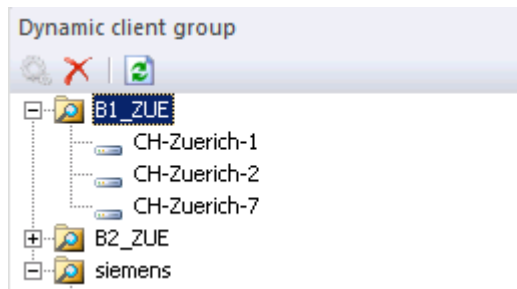 Dynamic client group
B1_ZUE
CH-Zuerich-1
CH-Zuerich-2
CH-Zuerich-7
B2_ZUE
siemens